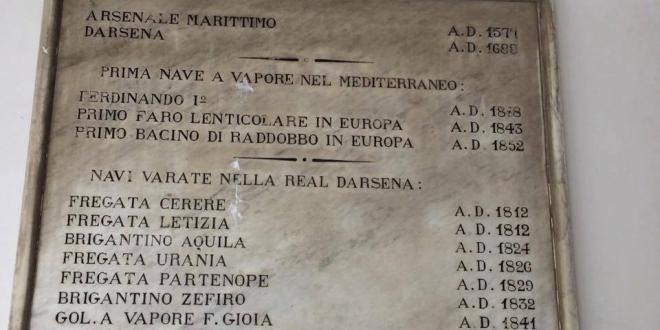 ARSENALE MARITTIMO A.D. 1577
DARSENA A.D. 1688
PRIMA NAVE A VAPORE NEL MEDITERRANEO:
FERDINANDO Iº A.D. 1818
PRIMO FARO LENTICOLARE IN EUROPA A.D. 1843
PRIMO BACINO DI RADDOBBO IN EUROPA A.D. 1852
NAVI VARATE NELLA REAL DARSENA:
FREGATA CERERE A.D. 1812
FREGATA LETIZIA A.D. 1812
BRIGANTINO AQUILA A.D. 1824
FREGATA URANIA A.D. 1826
FREGATA PARTENOPE A.D. 1829
BRIGANTINO ZEFIRO A.D. 1832
GOL. A VAPORE F. GIOIA A.D. 1841